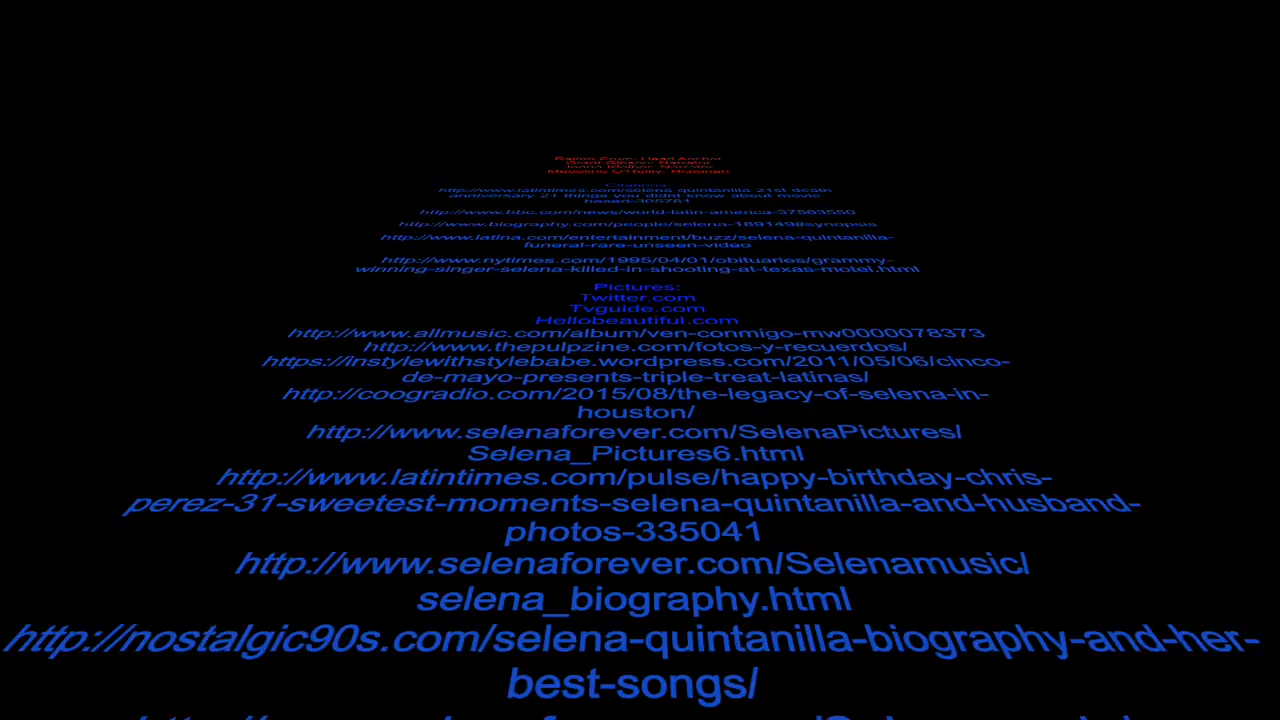 Head Anchor
Narrator
Narrator
Citations:
http://www.latintimes.com/selena-quintanilla-21st-death-
anniversary-21-things-you-didnt-know-about-movie-
based-305781
http://www.bbc.com/news/world-latin-america-37563550
http://www.biography.com/people/selena-189149#synopsis
http://www.latina.com/entertainment/buzz/selena-quintanilla-
funeral-rare-unseen-video
http://www.nytimes.com/1995/04/01/obituaries/grammy-
winning-singer-selena-killed-in-shooting-at-texas-motel.html
Pictures:
Twitter.com
Tvguide.com
Hellobeautiful.com
http://www.allmusic.com/album/ven-conmigo-mw0000078373
http://www.thepulpzine.com/fotos-y-recuerdos/
https://instylewithstylebabe.wordpress.com/2011/05/06/cinco-
de-mayo-presents-triple-treat-latinas/
http://coogradio.com/2015/08/the-legacy-of-selena-in-
houston/
http://www.selenaforever.com/SelenaPictures/
Selena_Pictures6.html
http://www.latintimes.com/pulse/happy-birthday-chris-
perez-31-sweetest-moments-selena-quintanilla-and-husband-
photos-335041
http://www.selenaforever.com/Selenamusic/
selena_biography.html
http://nostalgic90s.com/selena-quintanilla-biography-and-her-
best-songs/